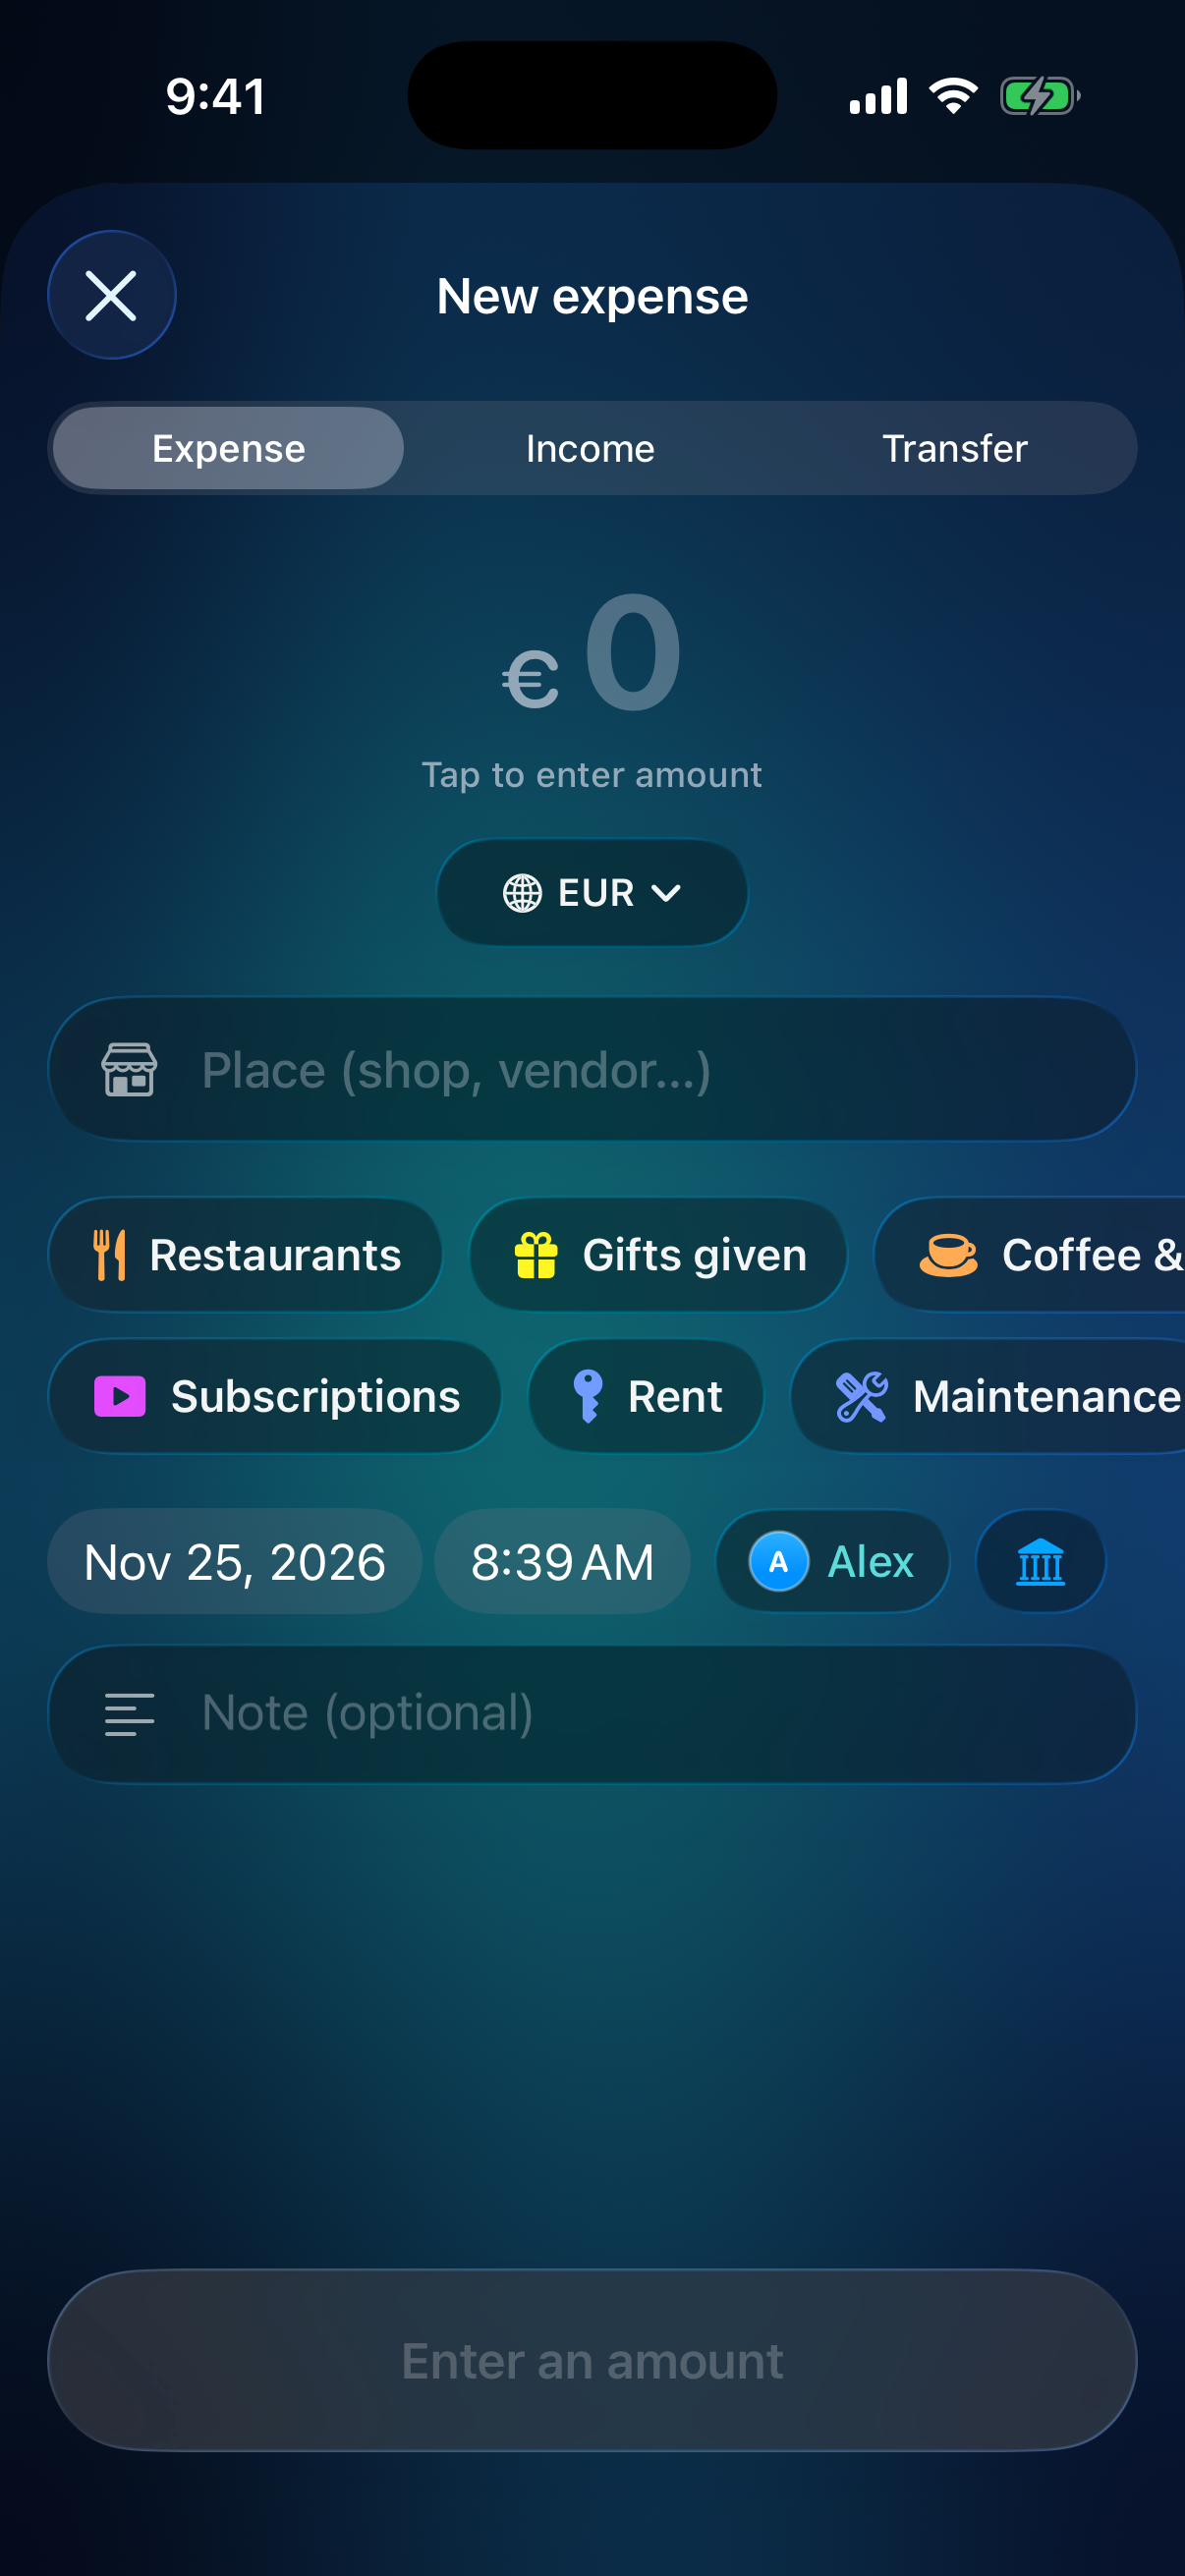 9:41
New expense
Expense Income Transfer
€ 0
Tap to enter amount
EUR
Place (shop, vendor...)
Restaurants Gifts given Coffee &
Subscriptions Rent Maintenance
Nov 25, 2026 8:39 AM A Alex
Note (optional)
Enter an amount